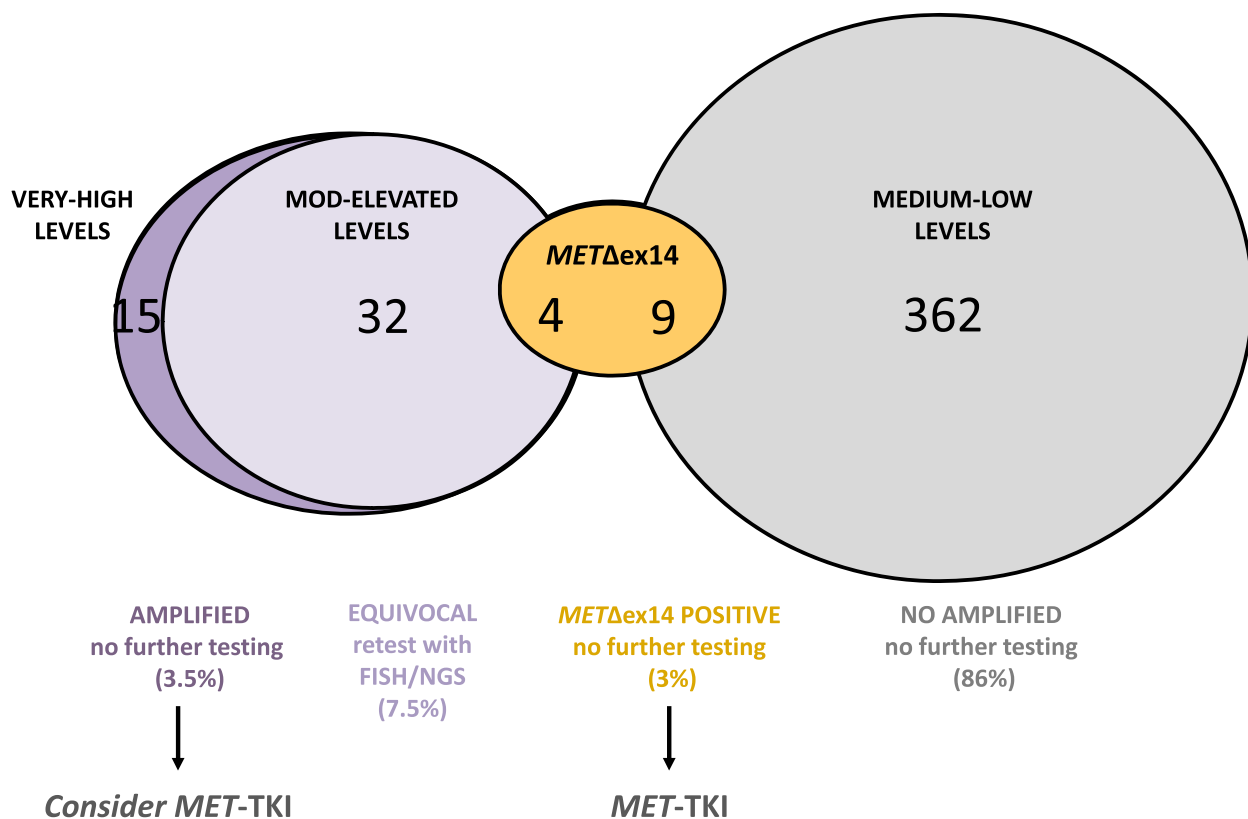 VERY-HIGH
LEVELS
MOD-ELEVATED
LEVELS
METΔex14
MEDIUM-LOW
LEVELS
15
32
4
9
362
AMPLIFIED
no further testing
(3.5%)
EQUIVOCAL
retest with
FISH/NGS
(7.5%)
METΔex14 POSITIVE
no further testing
(3%)
NO AMPLIFIED
no further testing
(86%)
Consider MET-TKI
MET-TKI